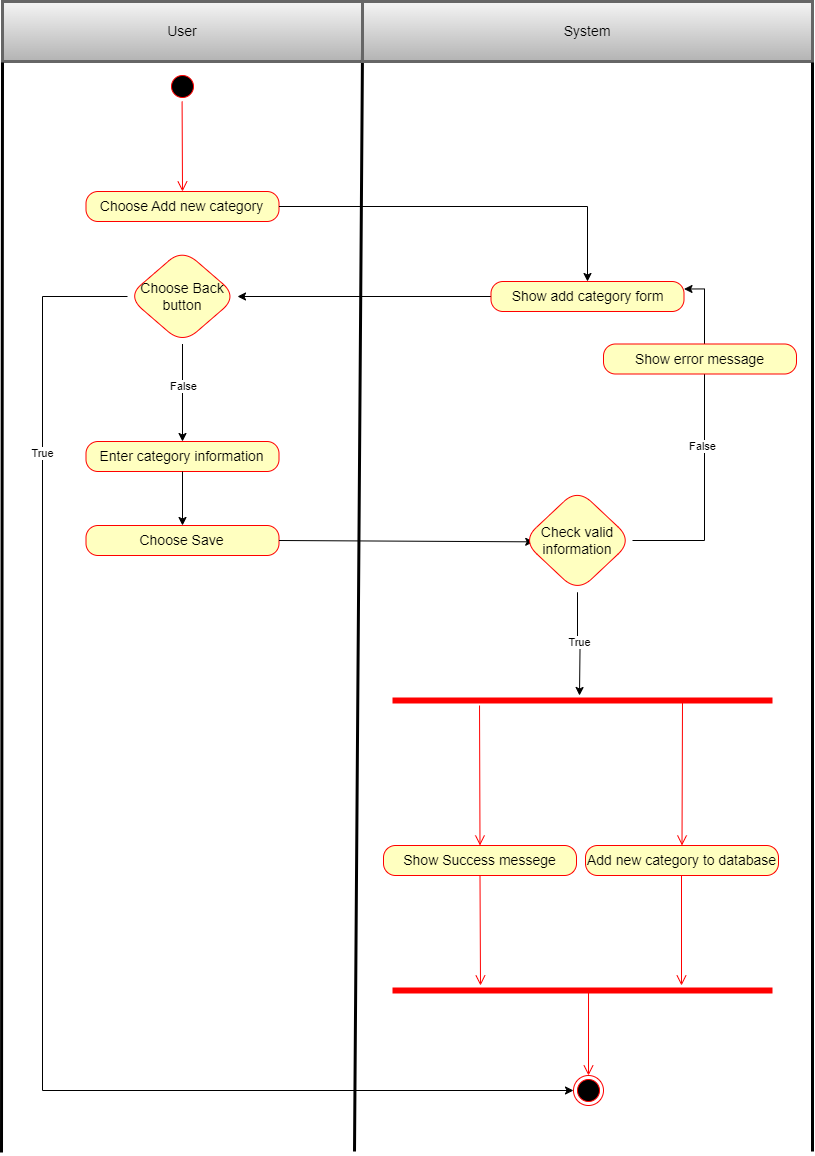 User
System
Choose Add new category
Choose Back
button
Show add category form
Show error message
False
True
Enter category information
False
Choose Save
Check valid
information
True
Show Success messege
Add new category to database